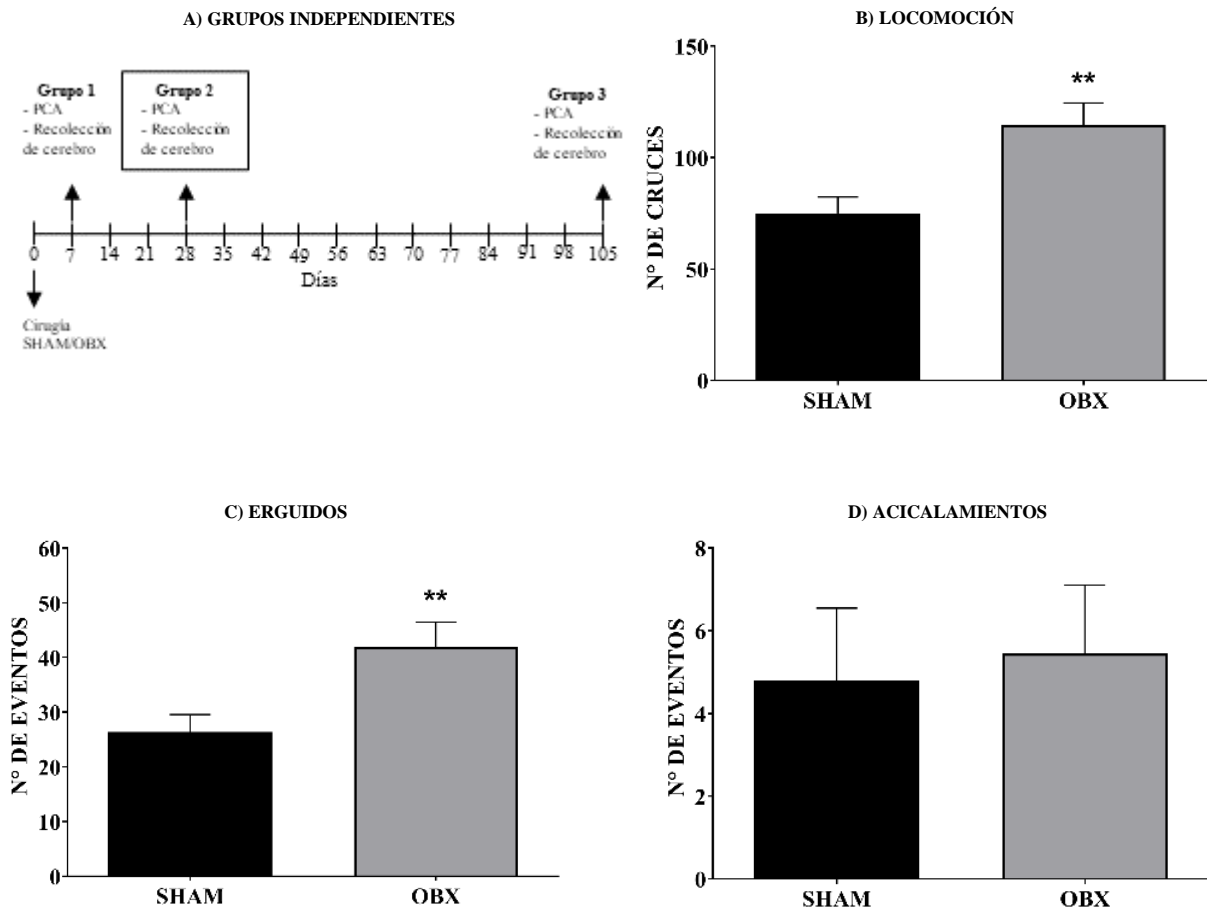 A) GRUPOS INDEPENDIENTES
Grupo 1
- PCA
- Recolección
de cerebro
Grupo 2
- PCA
- Recolección
de cerebro
Grupo 3
- PCA
- Recolección
de cerebro
0 7 14 21 28 35 42 49 56 63 70 77 84 91 98 105
Días
Cirugía
SHAM/OBX
B) LOCOMOCIÓN
N° DE CRUCES
150
100
50
0
**
SHAM OBX
C) ERGUIDOS
N° DE EVENTOS
60
50
40
30
20
10
0
**
SHAM OBX
D) ACICALAMIENTOS
N° DE EVENTOS
8
6
4
2
0
SHAM OBX